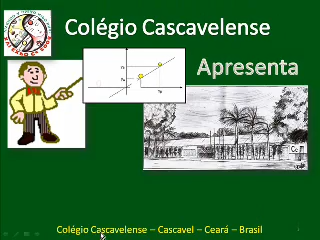 Colégio Cascavelense
Apresenta
Colégio Cascavelense – Cascavel – Ceará – Brasil